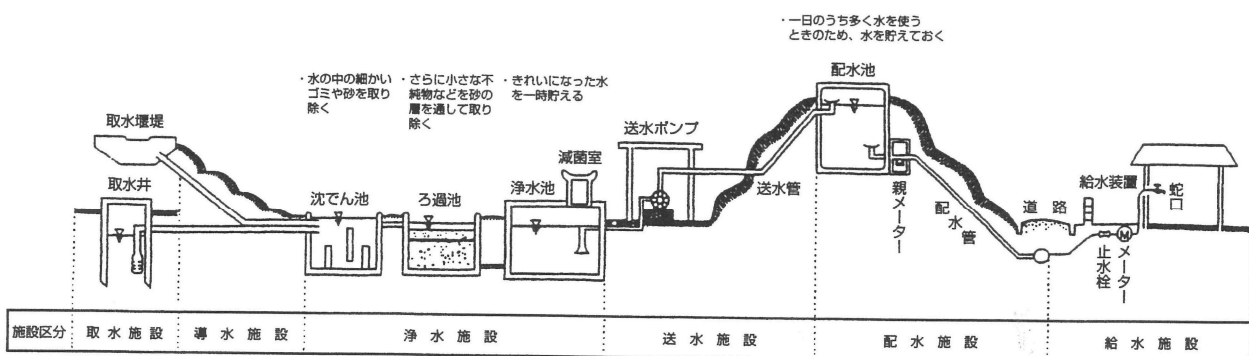 ・一日のうち多く水を使う
ときのため、水を貯えておく
配水池
・水の中の細かい
ゴミや砂を取り
除く
・さらに小さな不
純物などを砂の
層を通して取り
除く
・きれいになった水
を一時貯える
取水堰堤
送水ポンプ
減菌室
取水井
沈でん池
ろ過池
浄水池
送水管
親メーター
配水管
道路
給水装置
蛇口
M
止水栓
メーター
施設区分
取水施設
導水施設
浄水施設
送水施設
配水施設
給水施設